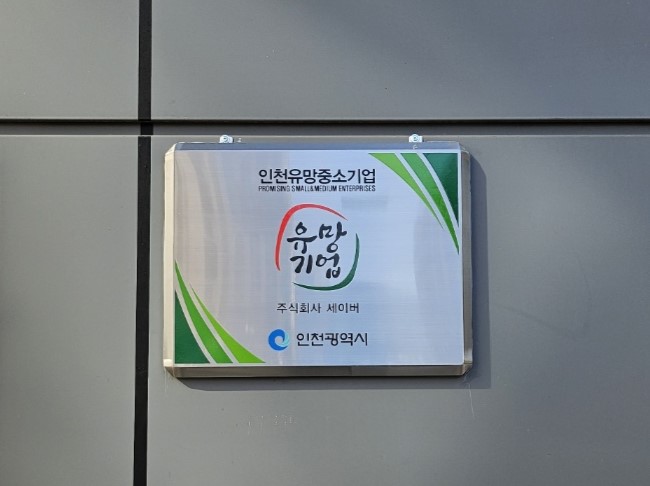 인천유망중소기업
PROMISING SMALL&MEDIUM ENTERPRISES
유망
기업
주식회사 세이버
인천광역시